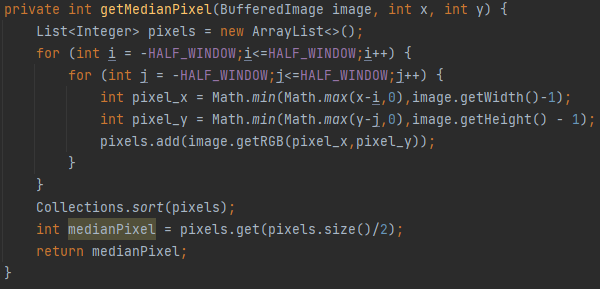 private int getMedianPixel(BufferedImage image, int x, int y) {
    List<Integer> pixels = new ArrayList<>();
    for (int i = -HALF_WINDOW;i<=HALF_WINDOW;i++) {
        for (int j = -HALF_WINDOW;j<=HALF_WINDOW;j++) {
            int pixel_x = Math.min(Math.max(x-i,0),image.getWidth()-1);
            int pixel_y = Math.min(Math.max(y-j,0),image.getHeight() - 1);
            pixels.add(image.getRGB(pixel_x,pixel_y));
        }
    }
    Collections.sort(pixels);
    int medianPixel = pixels.get(pixels.size()/2);
    return medianPixel;
}